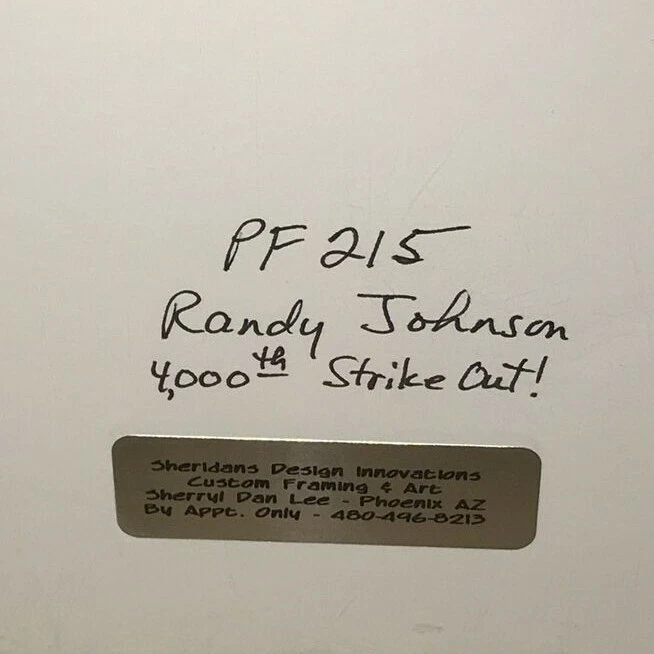 PF 215
Randy Johnson
4,000th Strike Out!
Sheridans Design Innovations
Custom Framing & Art
Sherryl Dan Lee - Phoenix AZ
By Appt. Only - 480-496-8213